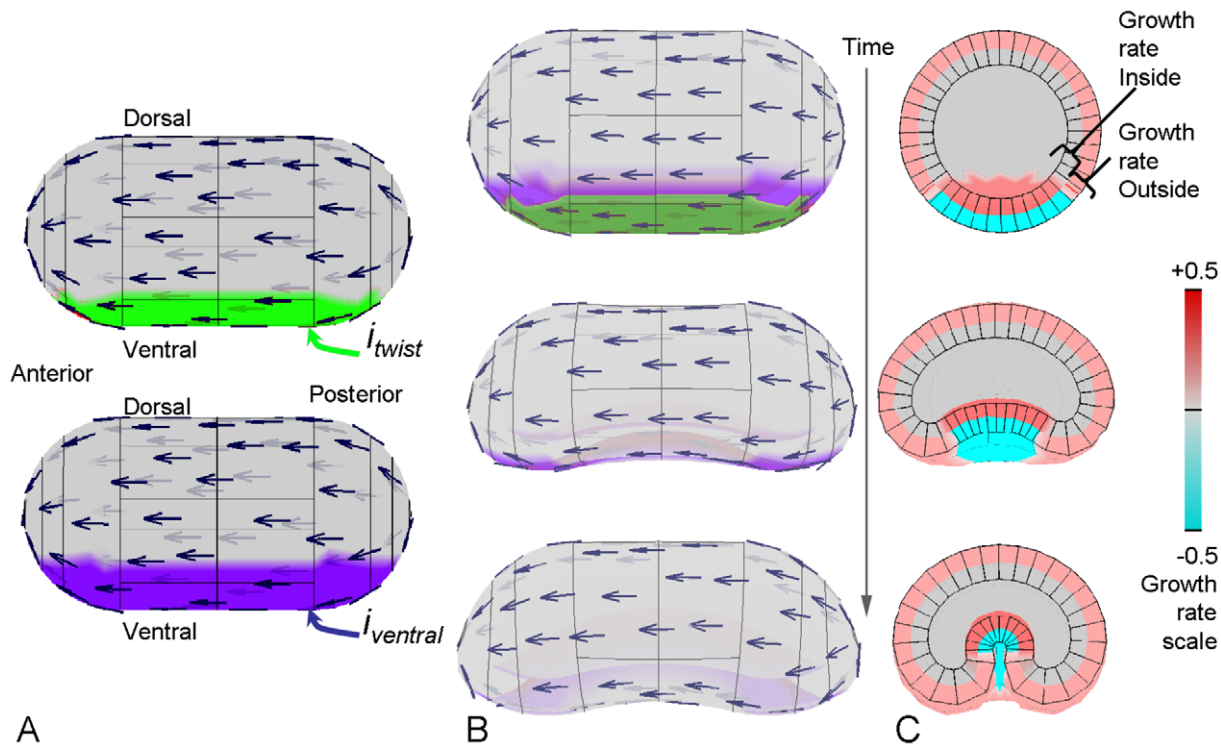 Dorsal
Ventral
i_twist
Anterior
Dorsal
Posterior
Ventral
i_ventral
A
B
Time
C
Growth
rate
Inside
Growth
rate
Outside
+0.5
-0.5
Growth
rate
scale